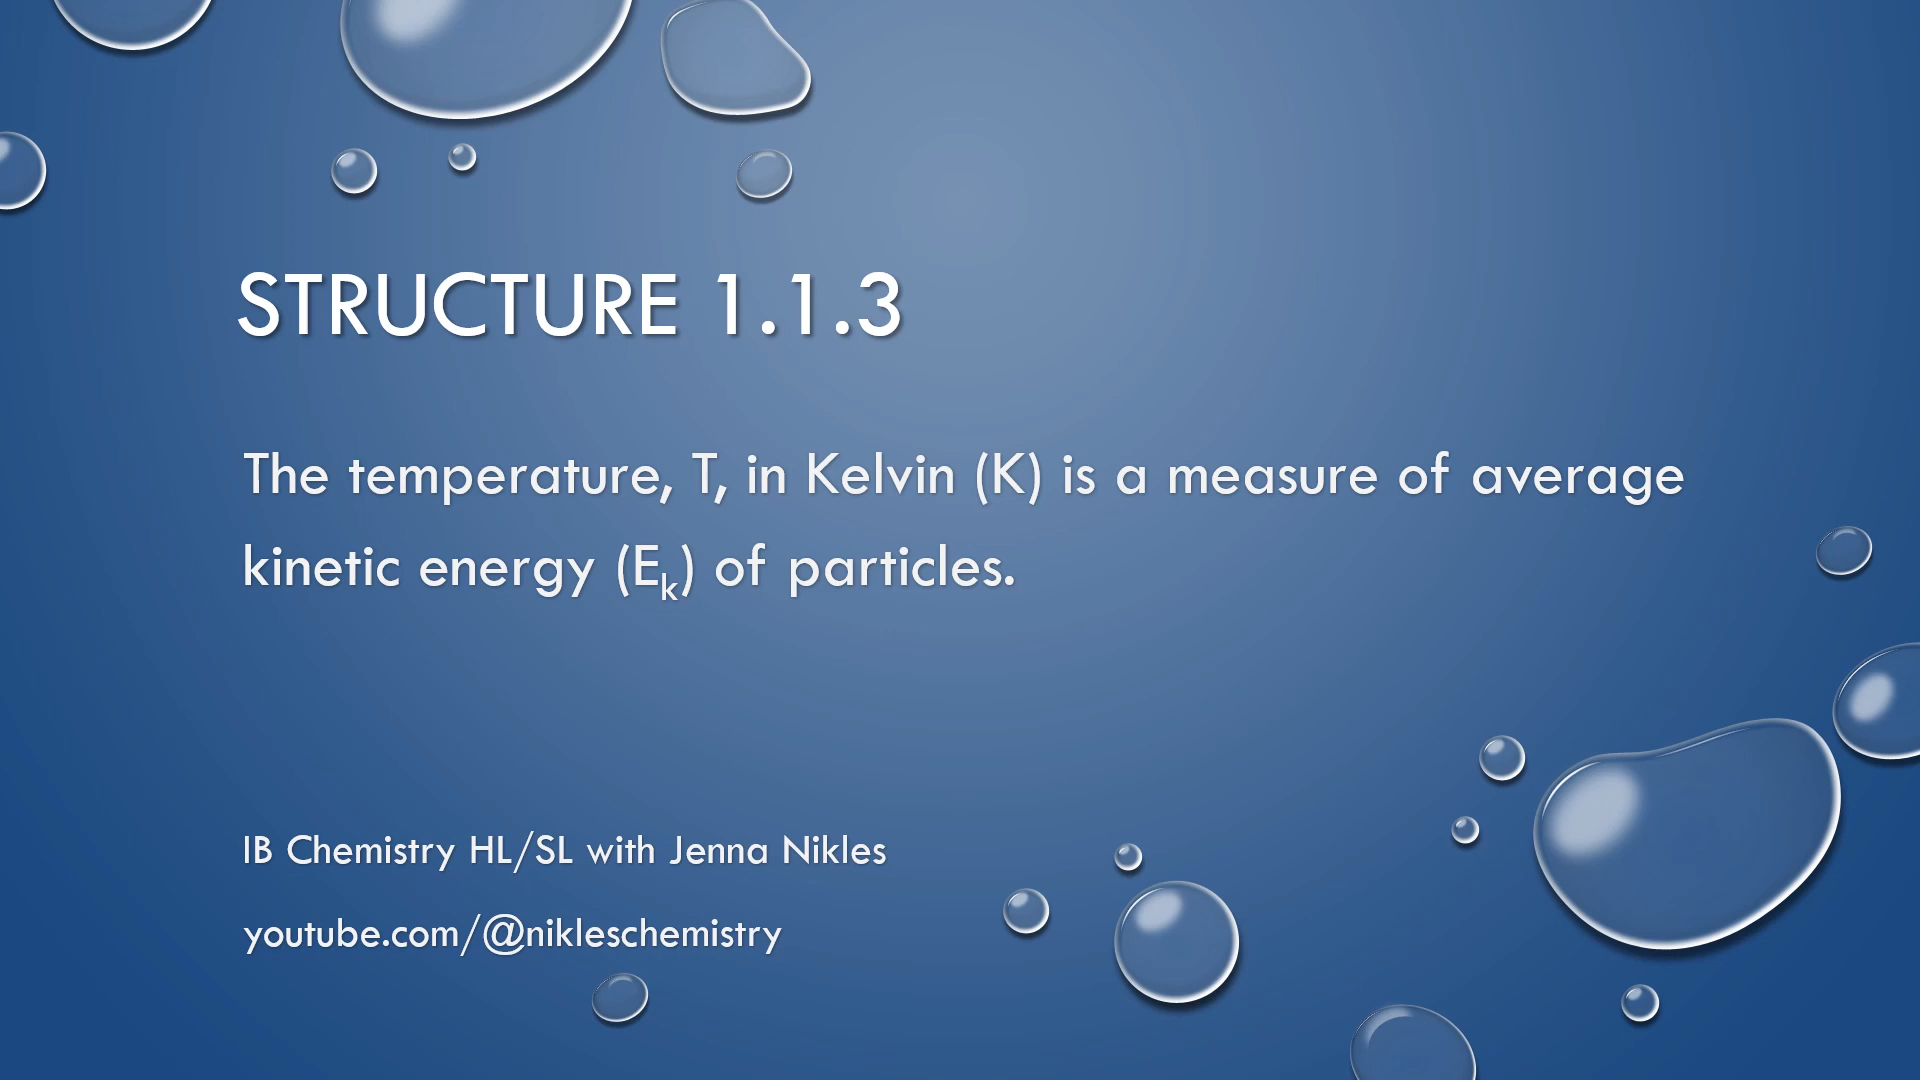 STRUCTURE 1.1.3
The temperature, T, in Kelvin (K) is a measure of average
kinetic energy (Ek) of particles.
IB Chemistry HL/SL with Jenna Nikles
youtube.com/@nikleschemistry